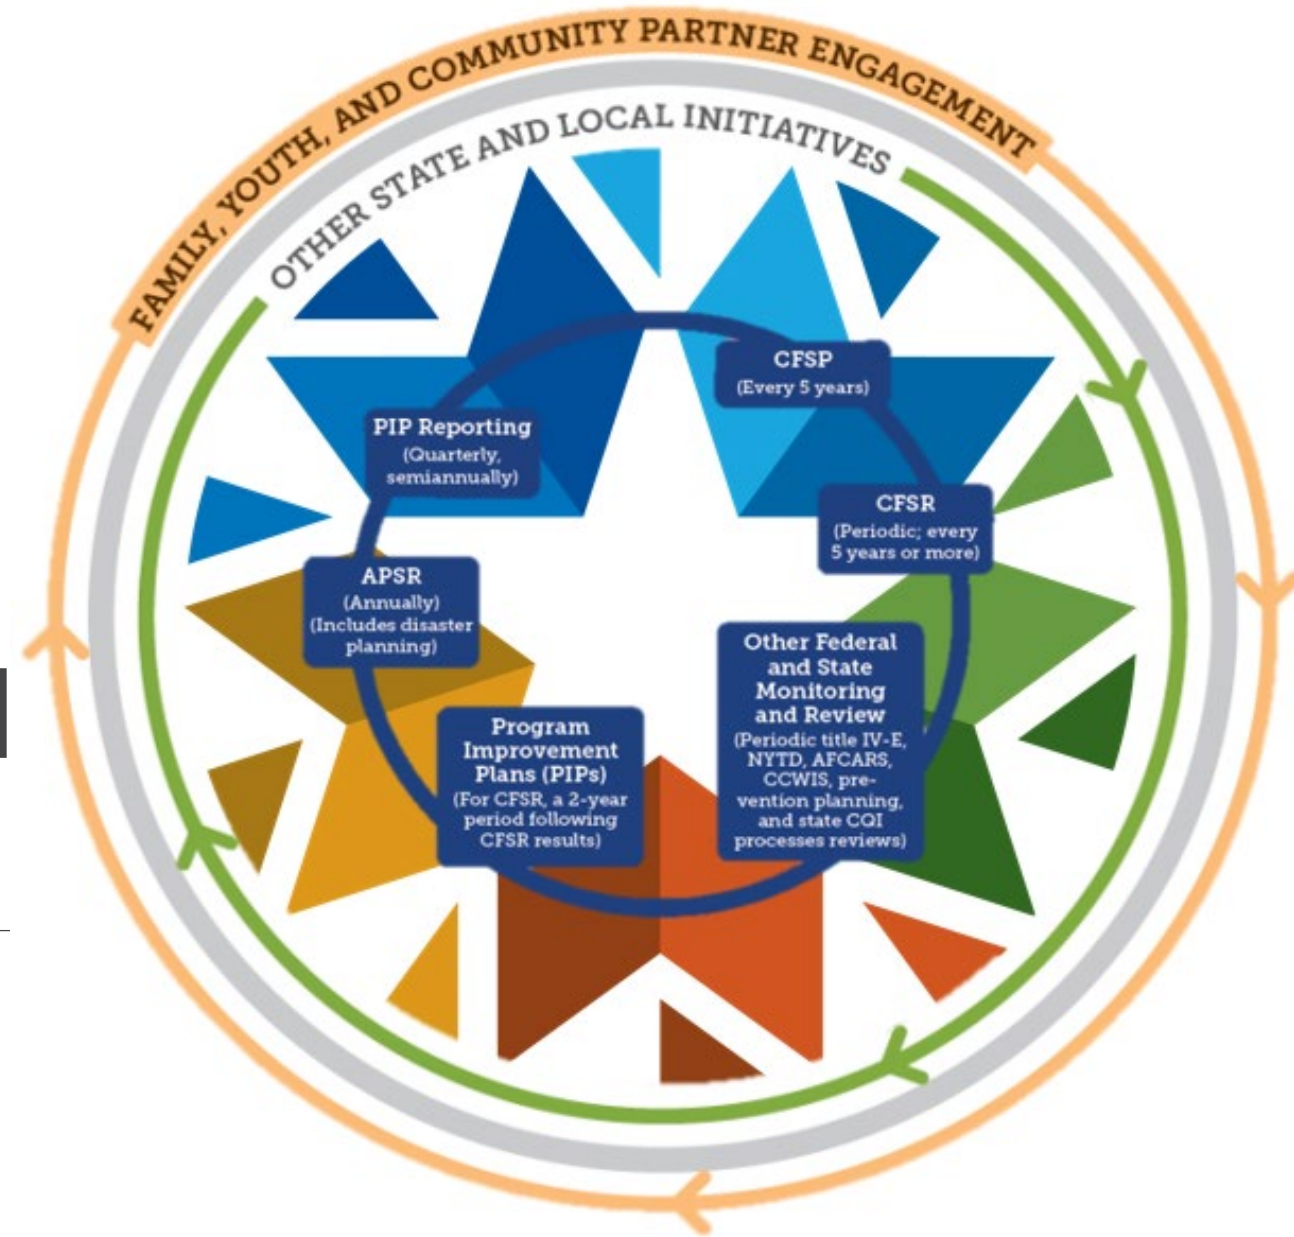 FAMILY, YOUTH, AND COMMUNITY PARTNER ENGAGEMENT
OTHER STATE AND LOCAL INITIATIVES
CFSP
(Every 5 years)
CFSR
(Periodic; every
5 years or more)
Other Federal
and State
Monitoring
and Review
(Periodic title IV-E,
NYTD, AFCARS,
CCWIS, pre-
vention planning,
and state CQI
processes reviews)
Program
Improvement
Plans (PIPs)
(For CFSR, a 2-year
period following
CFSR results)
APSR
(Annually)
(Includes disaster
planning)
PIP Reporting
(Quarterly,
semiannually)